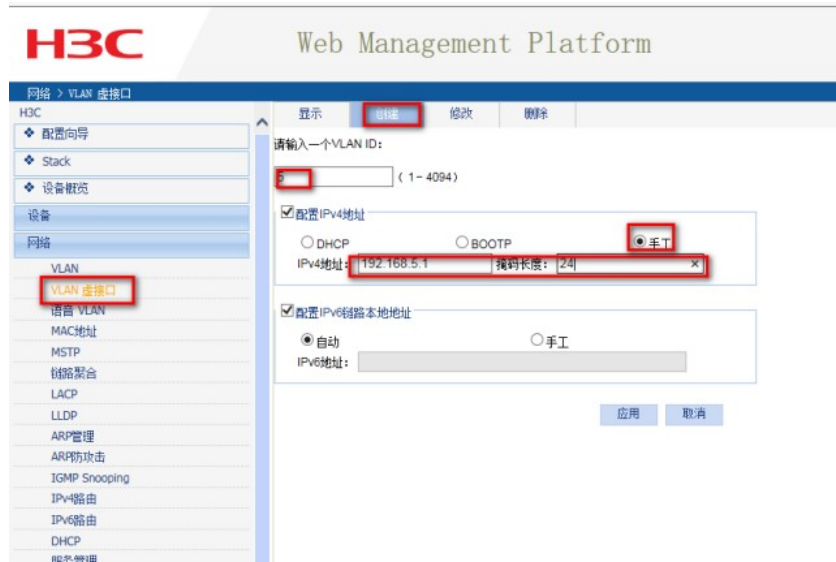 H3C
Web Management Platform
网络 > VLAN 虚接口
H3C
配置向导
Stack
设备概览
设备
网络
VLAN
VLAN 虚接口
语音 VLAN
MAC地址
MSTP
链路聚合
LACP
LLDP
ARP管理
ARP防攻击
IGMP Snooping
IPv4路由
IPv6路由
DHCP
服务管理
显示 创建 修改 删除
请输入一个VLAN ID:
5 ( 1- 4094)
配置IPv4地址
DHCP BOOTP 手工
IPv4地址: 192.168.5.1 掩码长度: 24 ×
配置IPv6链路本地地址
自动 手工
IPv6地址:
应用 取消